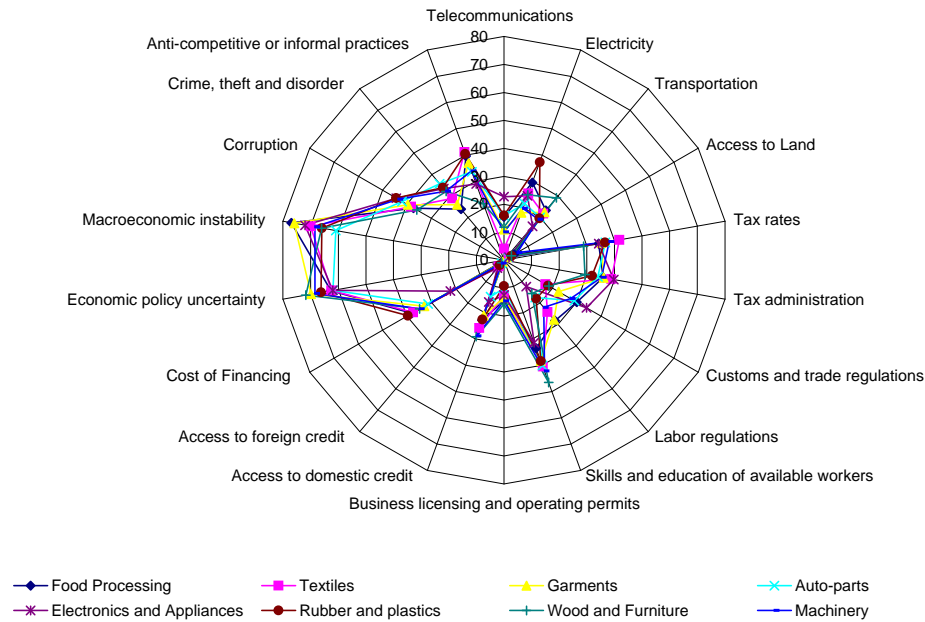 Telecommunications
80
Anti-competitive or informal practices
Electricity
70
Crime, theft and disorder
Transportation
60
50
Corruption
Access to Land
40
30
20
Macroeconomic instability
Tax rates
10
0
Economic policy uncertainty
Tax administration
Cost of Financing
Customs and trade regulations
Access to foreign credit
Labor regulations
Access to domestic credit
Skills and education of available workers
Business licensing and operating permits
Food Processing
Textiles
Garments
Auto-parts
Electronics and Appliances
Rubber and plastics
Wood and Furniture
Machinery